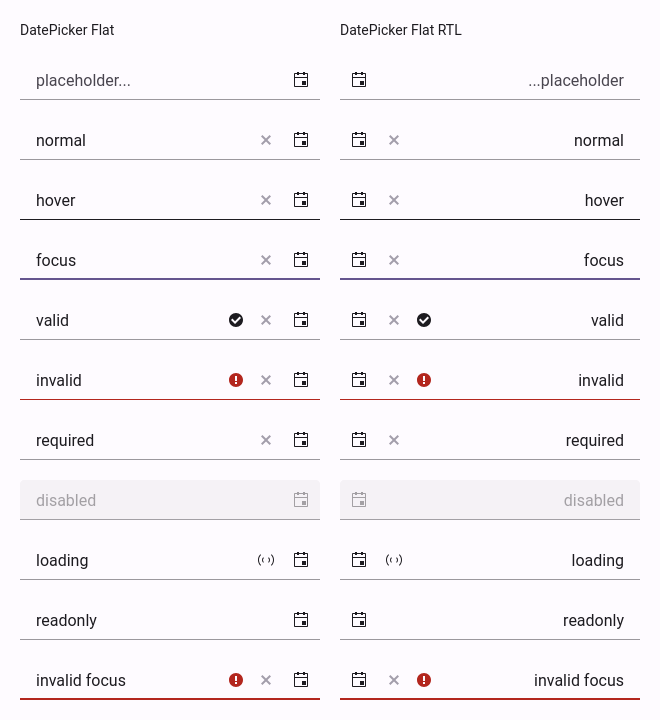 DatePicker Flat
placeholder...
normal
hover
focus
valid
invalid
required
disabled
loading
readonly
invalid focus
DatePicker Flat RTL
...placeholder
normal
hover
focus
valid
invalid
required
disabled
loading
readonly
invalid focus